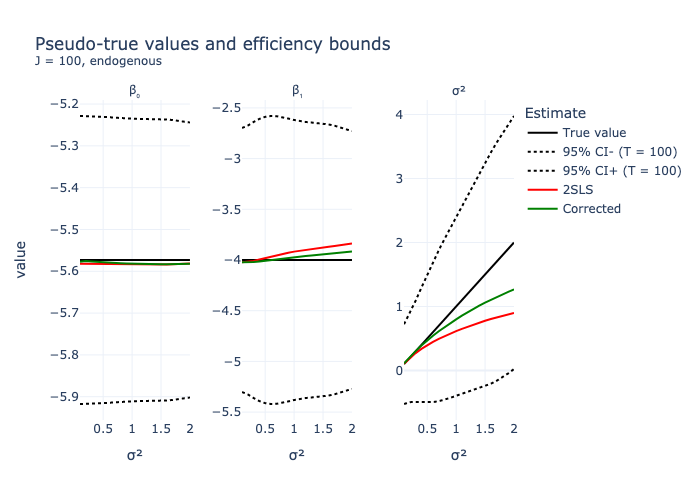 Pseudo-true values and efficiency bounds
J = 100, endogenous
β₀
β₁
σ²
Estimate
True value
95% CI- (T = 100)
95% CI+ (T = 100)
2SLS
Corrected
value
−5.2
−5.3
−5.4
−5.5
−5.6
−5.7
−5.8
−5.9
0.5 1 1.5 2
σ²
−2.5
−3
−3.5
−4
−4.5
−5
−5.5
0.5 1 1.5 2
σ²
4
3
2
1
0
0.5 1 1.5 2
σ²